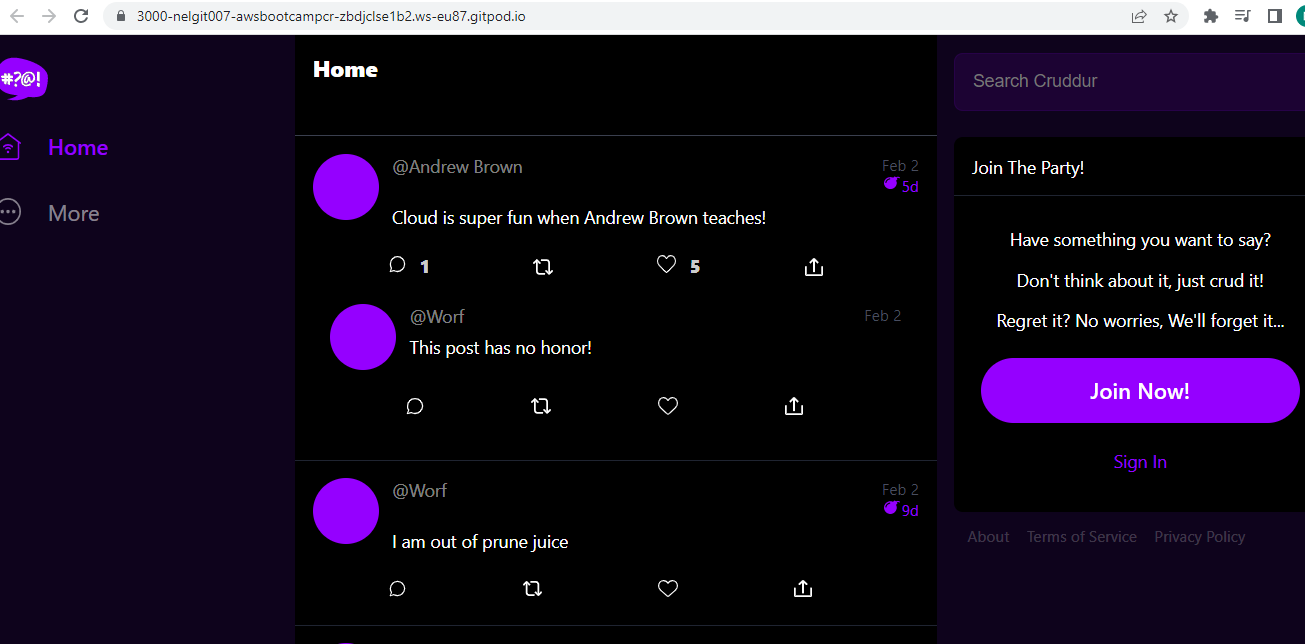 3000-nelgit007-awsbootcampcr-zbdjclse1b2.ws-eu87.gitpod.io
#?@!
Home
More
Home
@Andrew Brown
Feb 2
5d
Cloud is super fun when Andrew Brown teaches!
1
5
@Worf
Feb 2
This post has no honor!
@Worf
Feb 2
9d
I am out of prune juice
Search Cruddur
Join The Party!
Have something you want to say?
Don't think about it, just crud it!
Regret it? No worries, We'll forget it...
Join Now!
Sign In
About Terms of Service Privacy Policy